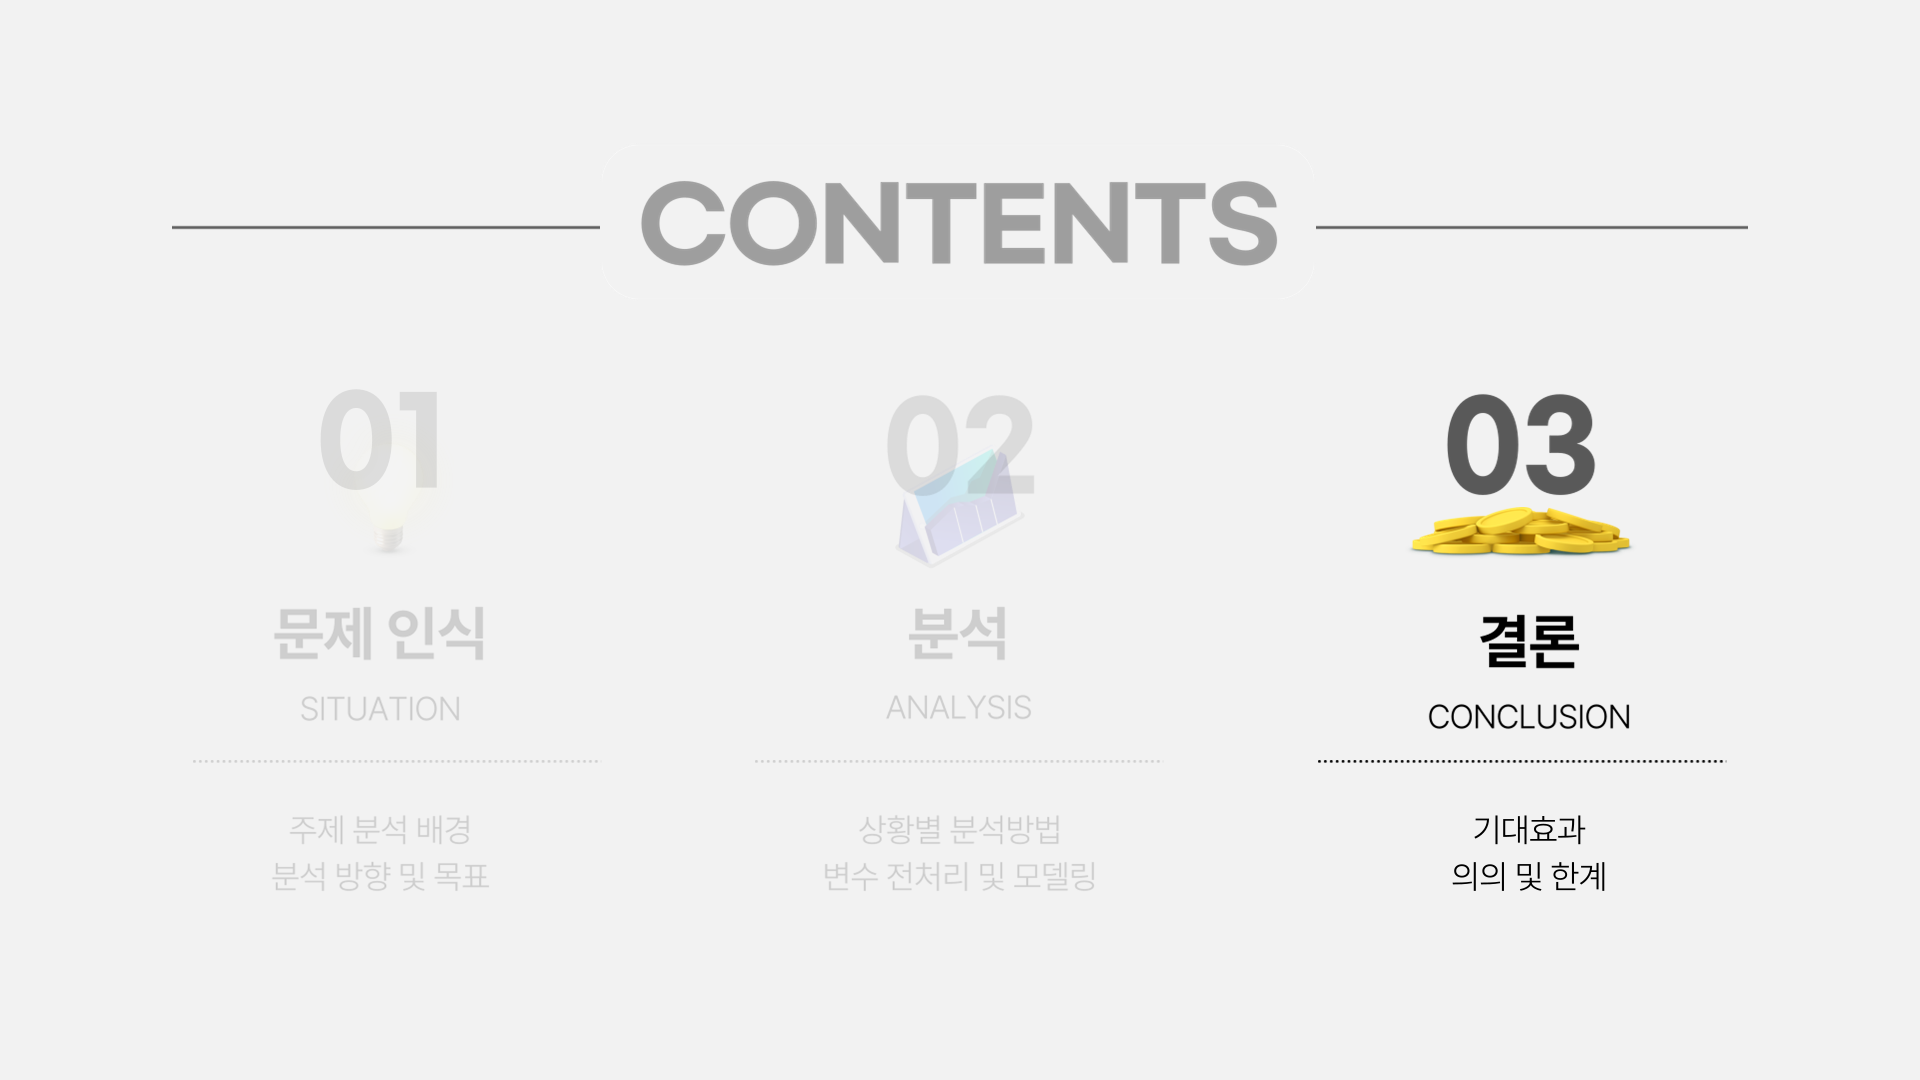 CONTENTS
01
문제 인식
SITUATION
주제 분석 배경
분석 방향 및 목표
02
분석
ANALYSIS
상황별 분석방법
변수 전처리 및 모델링
03
결론
CONCLUSION
기대효과
의의 및 한계